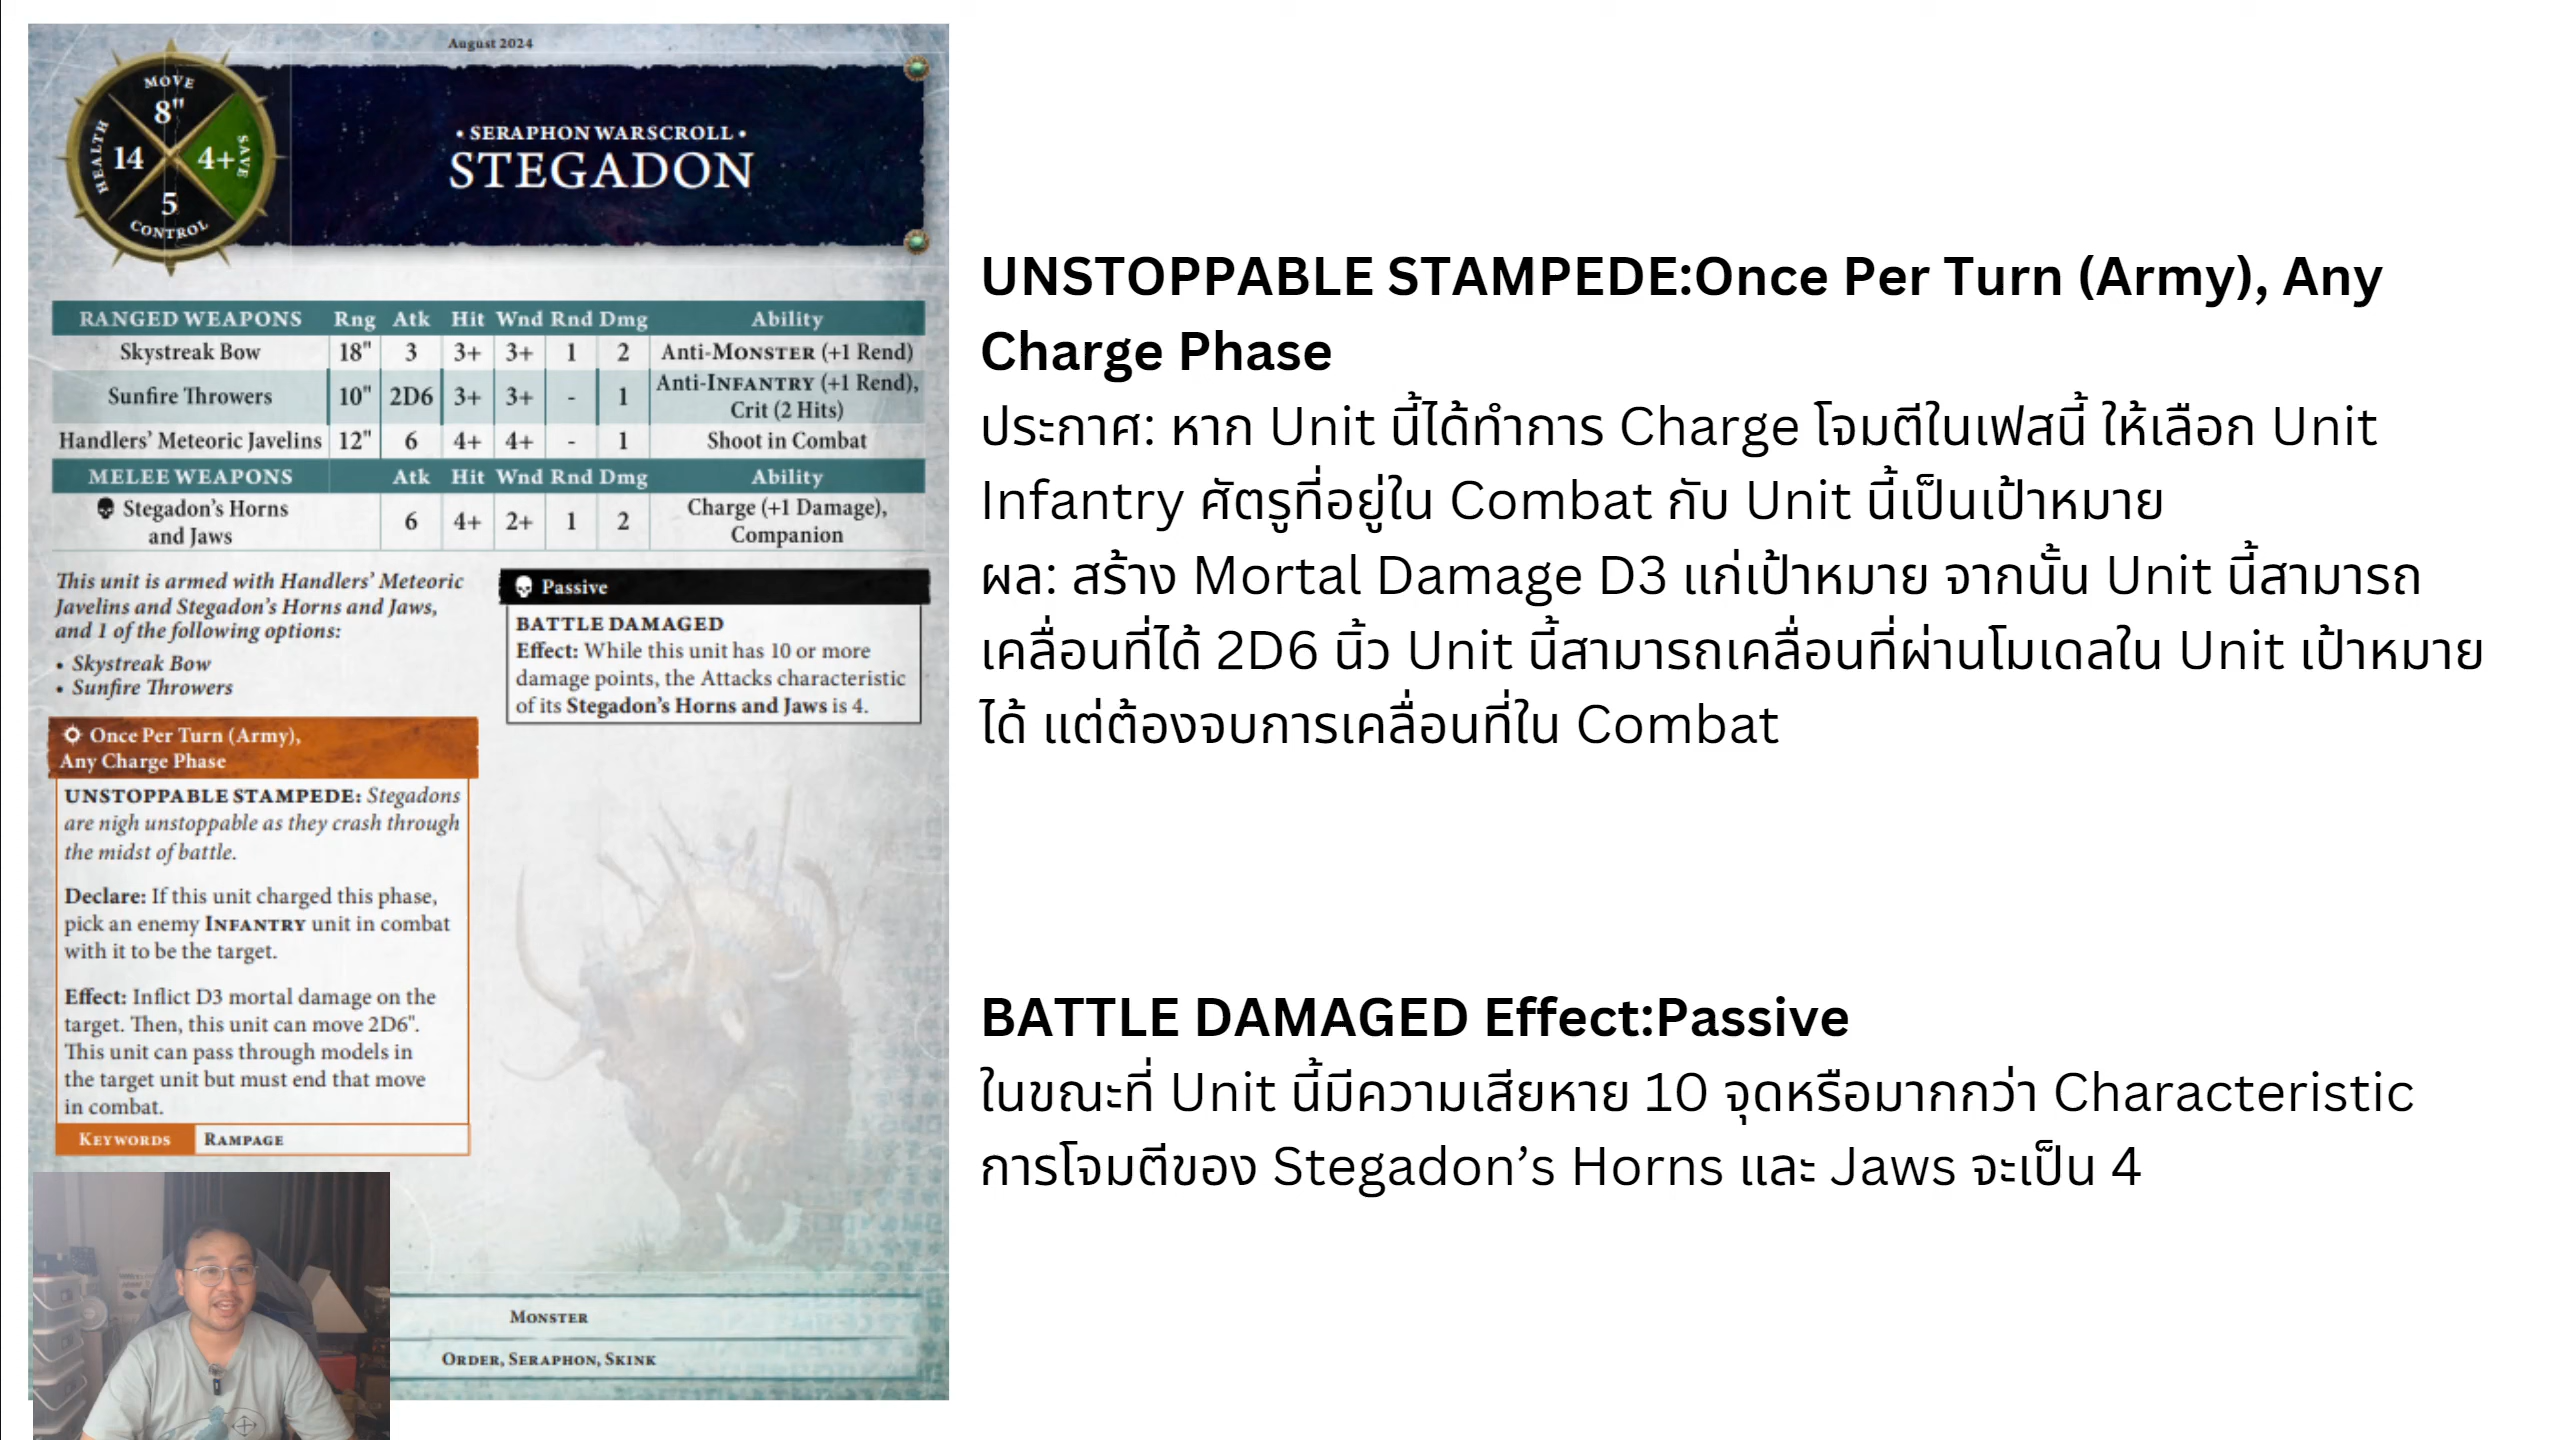 August 2024
MOVE
8"
HEALTH
14
4+
SAVE
5
CONTROL
• SERAPHON WARSCROLL •
STEGADON
RANGED WEAPONS Rng Atk Hit Wnd Rnd Dmg Ability
Skystreak Bow 18" 3 3+ 3+ 1 2 Anti-MONSTER (+1 Rend)
Sunfire Throwers 10" 2D6 3+ 3+ - 1 Anti-INFANTRY (+1 Rend),
Crit (2 Hits)
Handlers' Meteoric Javelins 12" 6 4+ 4+ - 1 Shoot in Combat
MELEE WEAPONS Atk Hit Wnd Rnd Dmg Ability
Stegadon's Horns
and Jaws 6 4+ 2+ 1 2 Charge (+1 Damage),
Companion
This unit is armed with Handlers' Meteoric
Javelins and Stegadon's Horns and Jaws,
and 1 of the following options:
• Skystreak Bow
• Sunfire Throwers
Once Per Turn (Army),
Any Charge Phase
UNSTOPPABLE STAMPEDE: Stegadons
are nigh unstoppable as they crash through
the midst of battle.
Declare: If this unit charged this phase,
pick an enemy INFANTRY unit in combat
with it to be the target.
Effect: Inflict D3 mortal damage on the
target. Then, this unit can move 2D6".
This unit can pass through models in
the target unit but must end that move
in combat.
KEYWORDS RAMPAGE
Passive
BATTLE DAMAGED
Effect: While this unit has 10 or more
damage points, the Attacks characteristic
of its Stegadon's Horns and Jaws is 4.
MONSTER
ORDER, SERAPHON, SKINK
UNSTOPPABLE STAMPEDE:Once Per Turn (Army), Any
Charge Phase
ประกาศ: หาก Unit นี้ได้ทำการ Charge โจมตีในเฟสนี้ ให้เลือก Unit
Infantry ศัตรูที่อยู่ใน Combat กับ Unit นี้เป็นเป้าหมาย
ผล: สร้าง Mortal Damage D3 แก่เป้าหมาย จากนั้น Unit นี้สามารถ
เคลื่อนที่ได้ 2D6 นิ้ว Unit นี้สามารถเคลื่อนที่ผ่านโมเดลใน Unit เป้าหมาย
ได้ แต่ต้องจบการเคลื่อนที่ใน Combat
BATTLE DAMAGED Effect:Passive
ในขณะที่ Unit นี้มีความเสียหาย 10 จุดหรือมากกว่า Characteristic
การโจมตีของ Stegadon's Horns และ Jaws จะเป็น 4